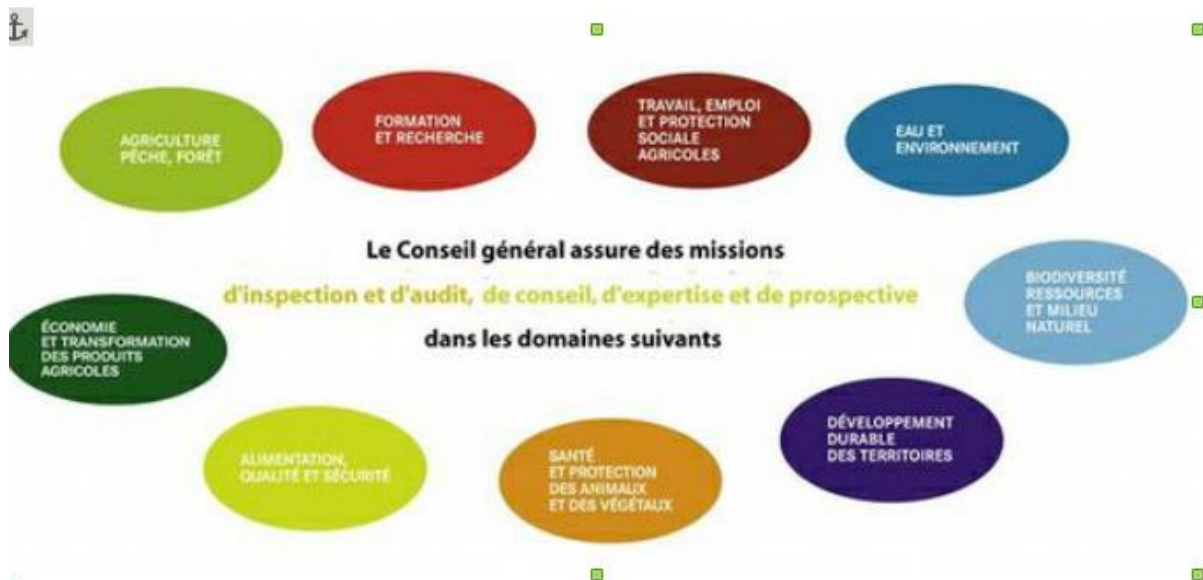 AGRICULTURE
PÊCHE, FORÊT
FORMATION
ET RECHERCHE
TRAVAIL, EMPLOI
ET PROTECTION
SOCIALE
AGRICOLES
EAU ET
ENVIRONNEMENT
Le Conseil général assure des missions
d'inspection et d'audit, de conseil, d'expertise et de prospective
dans les domaines suivants
BIODIVERSITÉ
RESSOURCES
ET MILIEU
NATUREL
ÉCONOMIE
ET TRANSFORMATION
DES PRODUITS
AGRICOLES
ALIMENTATION,
QUALITÉ ET SÉCURITÉ
SANTÉ
ET PROTECTION
DES ANIMAUX
ET DES VÉGÉTAUX
DÉVELOPPEMENT
DURABLE
DES TERRITOIRES